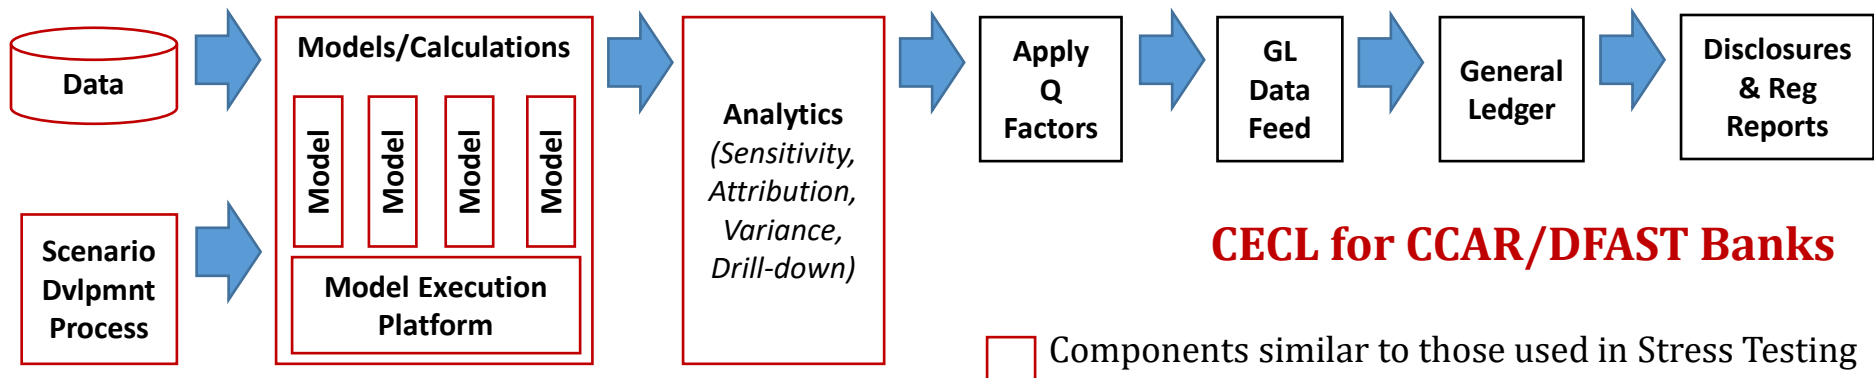 Data
Scenario
Dvlpmnt
Process
Models/Calculations
Model
Model
Model
Model
Model Execution
Platform
Analytics
(Sensitivity,
Attribution,
Variance,
Drill-down)
Apply
Q
Factors
GL
Data
Feed
General
Ledger
Disclosures
& Reg
Reports
CECL for CCAR/DFAST Banks
Components similar to those used in Stress Testing